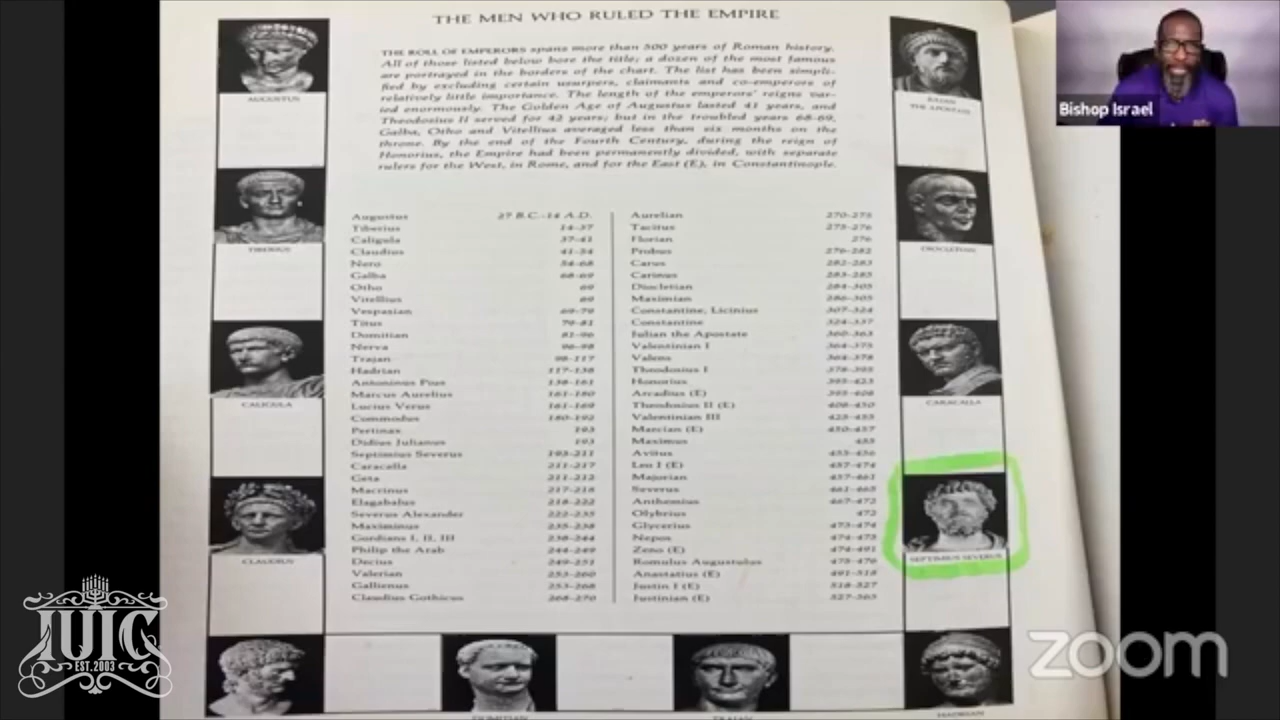 THE MEN WHO RULED THE EMPIRE
THE ROLL OF EMPERORS spans more than 500 years of Roman history.
All of those listed below bore the title; a dozen of the most famous
are portrayed in the borders of the chart. The list has been simpli-
fied by excluding certain usurpers, claimants and co-emperors of
relatively little importance. The length of the emperors' reigns var-
ied enormously. The Golden Age of Augustus lasted 41 years, and
Theodosius II served for 42 years; but in the troubled years 68-69,
Galba, Otho and Vitellius averaged less than six months on the
throne. By the end of the Fourth Century, during the reign of
Honorius, the Empire had been permanently divided, with separate
rulers for the West, in Rome, and for the East (E), in Constantinople.
Augustus 27 B.C.-14 A.D.
Tiberius 14-37
Caligula 37-41
Claudius 41-54
Nero 54-68
Galba 68-69
Otho 69
Vitellius 69
Vespasian 69-79
Titus 79-81
Domitian 81-96
Nerva 96-98
Trajan 98-117
Hadrian 117-138
Antoninus Pius 138-161
Marcus Aurelius 161-180
Lucius Verus 161-169
Commodus 180-192
Pertinax 193
Didius Julianus 193
Septimius Severus 193-211
Caracalla 211-217
Geta 211-212
Macrinus 217-218
Elagabalus 218-222
Severus Alexander 222-235
Maximinus 235-238
Gordians I, II, III 238-244
Philip the Arab 244-249
Decius 249-251
Valerian 253-260
Gallienus 253-268
Claudius Gothicus 268-270
Aurelian 270-275
Tacitus 275-276
Florian 276
Probus 276-282
Carus 282-283
Carinus 283-285
Diocletian 284-305
Maximian 286-305
Constantine, Licinius 307-324
Constantine 324-337
Julian the Apostate 360-363
Valentinian I 364-375
Valens 364-378
Theodosius I 378-395
Honorius 395-423
Arcadius (E) 395-408
Theodosius II (E) 408-450
Valentinian III 425-455
Marcian (E) 450-457
Maximus 455
Avitus 455-456
Leo I (E) 457-474
Majorian 457-461
Severus 461-465
Anthemius 467-472
Olybrius 472
Glycerius 473-474
Nepos 474-475
Zeno (E) 474-491
Romulus Augustulus 475-476
Anastatius (E) 491-518
Justin I (E) 518-527
Justinian (E) 527-565
AUGUSTUS
TIBERIUS
CALIGULA
CLAUDIUS
DOMITIAN
TRAJAN
HADRIAN
JULIAN
THE APOSTATE
DIOCLETIAN
CARACALLA
SEPTIMIUS SEVERUS
Bishop Israel
IUIC
EST. 2003
zoom